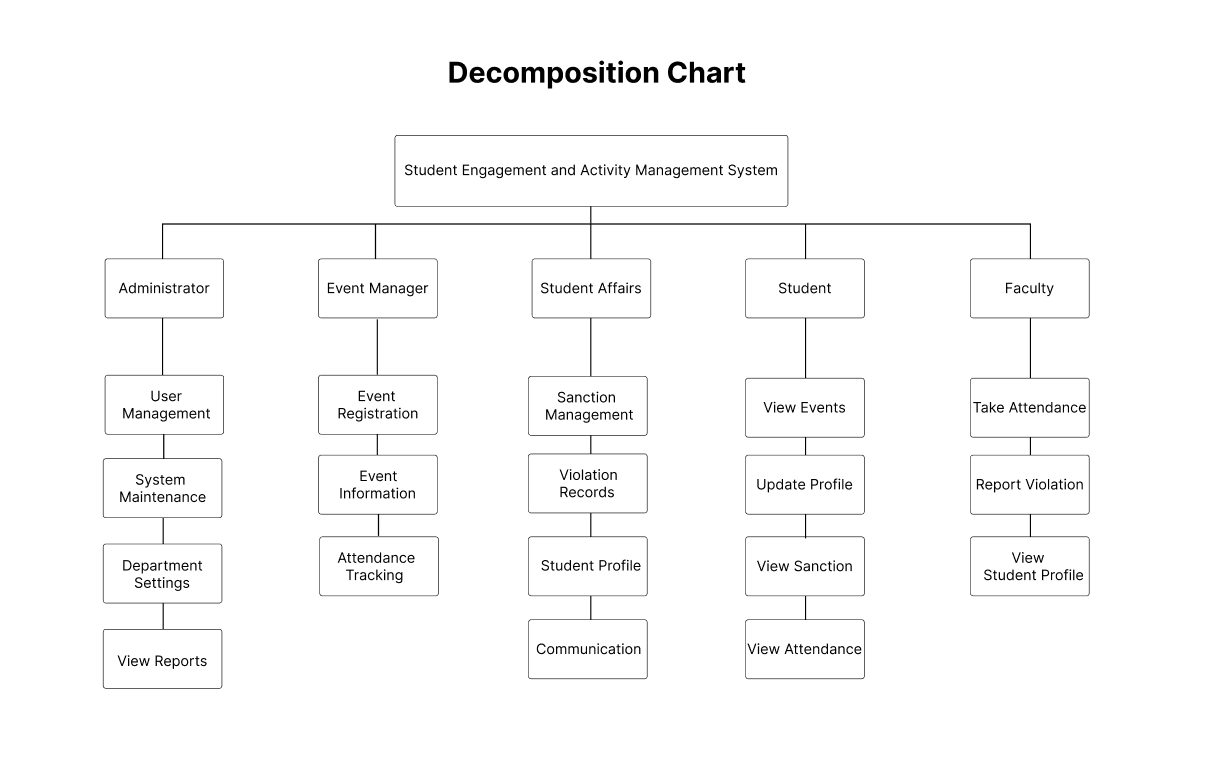 Decomposition Chart
Student Engagement and Activity Management System
Administrator
Event Manager
Student Affairs
Student
Faculty
User
Management
System
Maintenance
Department
Settings
View Reports
Event
Registration
Event
Information
Attendance
Tracking
Sanction
Management
Violation
Records
Student Profile
Communication
View Events
Update Profile
View Sanction
View Attendance
Take Attendance
Report Violation
View
Student Profile